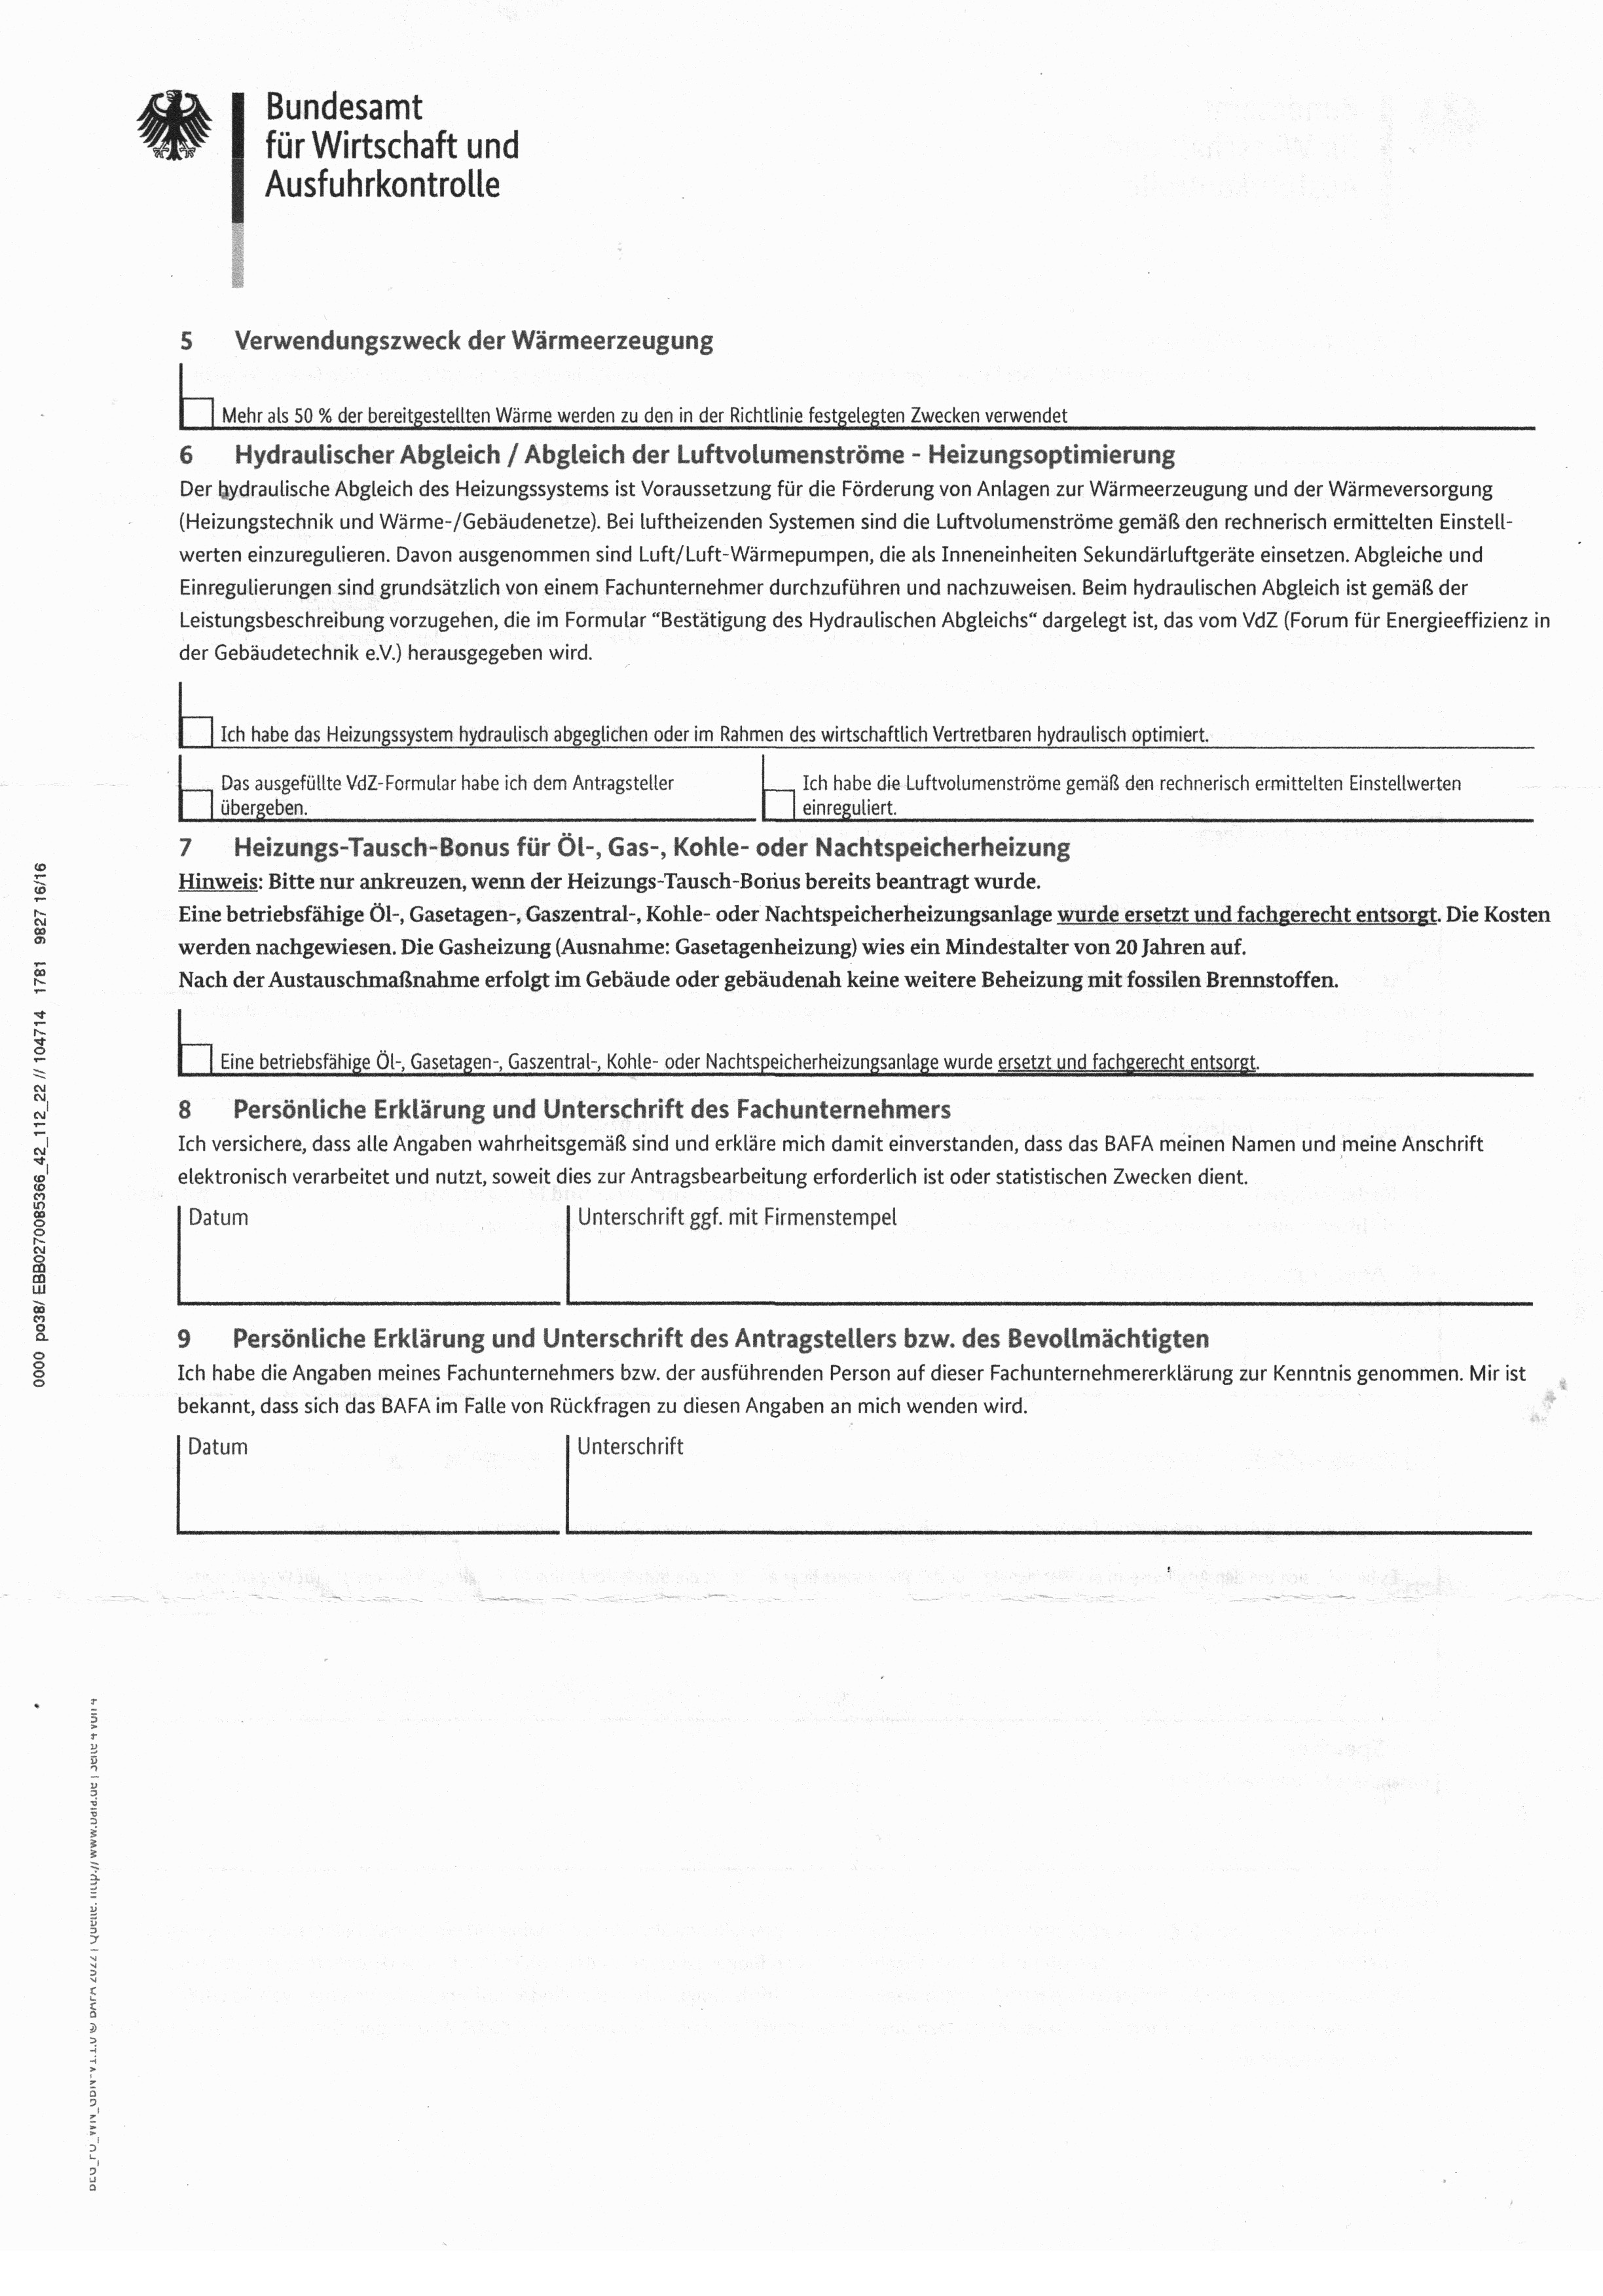 Bundesamt
für Wirtschaft und
Ausfuhrkontrolle
5 Verwendungszweck der Wärmeerzeugung
Mehr als 50 % der bereitgestellten Wärme werden zu den in der Richtlinie festgelegten Zwecken verwendet
6 Hydraulischer Abgleich / Abgleich der Luftvolumenströme - Heizungsoptimierung
Der hydraulische Abgleich des Heizungssystems ist Voraussetzung für die Förderung von Anlagen zur Wärmeerzeugung und der Wärmeversorgung
(Heizungstechnik und Wärme-/Gebäudenetze). Bei luftheizenden Systemen sind die Luftvolumenströme gemäß den rechnerisch ermittelten Einstell-
werten einzuregulieren. Davon ausgenommen sind Luft/Luft-Wärmepumpen, die als Inneneinheiten Sekundärluftgeräte einsetzen. Abgleiche und
Einregulierungen sind grundsätzlich von einem Fachunternehmer durchzuführen und nachzuweisen. Beim hydraulischen Abgleich ist gemäß der
Leistungsbeschreibung vorzugehen, die im Formular “Bestätigung des Hydraulischen Abgleichs“ dargelegt ist, das vom VdZ (Forum für Energieeffizienz in
der Gebäudetechnik e.V.) herausgegeben wird.
Ich habe das Heizungssystem hydraulisch abgeglichen oder im Rahmen des wirtschaftlich Vertretbaren hydraulisch optimiert.
Das ausgefüllte VdZ-Formular habe ich dem Antragsteller
übergeben.
Ich habe die Luftvolumenströme gemäß den rechnerisch ermittelten Einstellwerten
einreguliert.
7 Heizungs-Tausch-Bonus für Öl-, Gas-, Kohle- oder Nachtspeicherheizung
Hinweis: Bitte nur ankreuzen, wenn der Heizungs-Tausch-Bonus bereits beantragt wurde.
Eine betriebsfähige Öl-, Gasetagen-, Gaszentral-, Kohle- oder Nachtspeicherheizungsanlage wurde ersetzt und fachgerecht entsorgt. Die Kosten
werden nachgewiesen. Die Gasheizung (Ausnahme: Gasetagenheizung) wies ein Mindestalter von 20 Jahren auf.
Nach der Austauschmaßnahme erfolgt im Gebäude oder gebäudenah keine weitere Beheizung mit fossilen Brennstoffen.
Eine betriebsfähige Öl-, Gasetagen-, Gaszentral-, Kohle- oder Nachtspeicherheizungsanlage wurde ersetzt und fachgerecht entsorgt.
8 Persönliche Erklärung und Unterschrift des Fachunternehmers
Ich versichere, dass alle Angaben wahrheitsgemäß sind und erkläre mich damit einverstanden, dass das BAFA meinen Namen und meine Anschrift
elektronisch verarbeitet und nutzt, soweit dies zur Antragsbearbeitung erforderlich ist oder statistischen Zwecken dient.
Datum
Unterschrift ggf. mit Firmenstempel
9 Persönliche Erklärung und Unterschrift des Antragstellers bzw. des Bevollmächtigten
Ich habe die Angaben meines Fachunternehmers bzw. der ausführenden Person auf dieser Fachunternehmererklärung zur Kenntnis genommen. Mir ist
bekannt, dass sich das BAFA im Falle von Rückfragen zu diesen Angaben an mich wenden wird.
Datum
Unterschrift
0000 po38/ EBB0270085366_42_112_22 // 104714 1781 9827 16/16